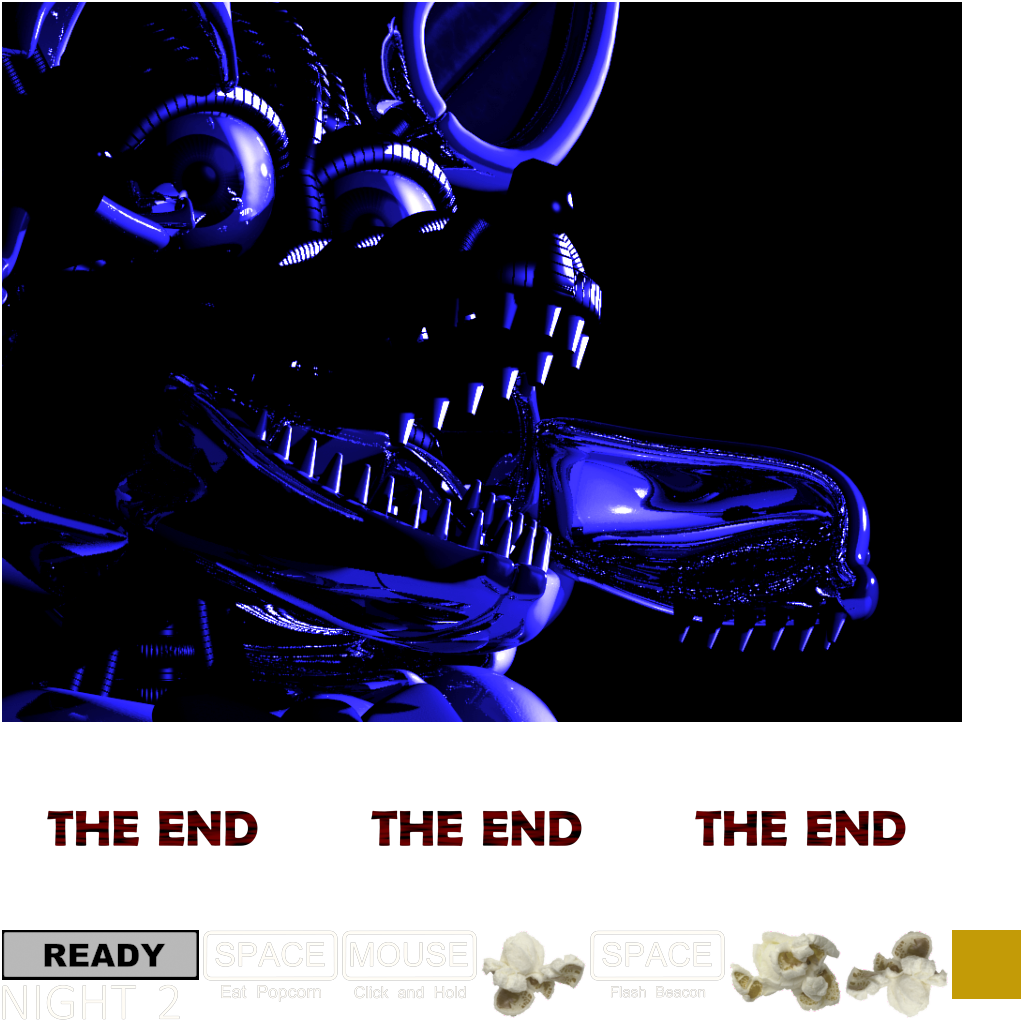 THE END THE END THE END
READY SPACE MOUSE SPACE
NIGHT 2 Eat Popcorn Click and Hold Flash Beacon